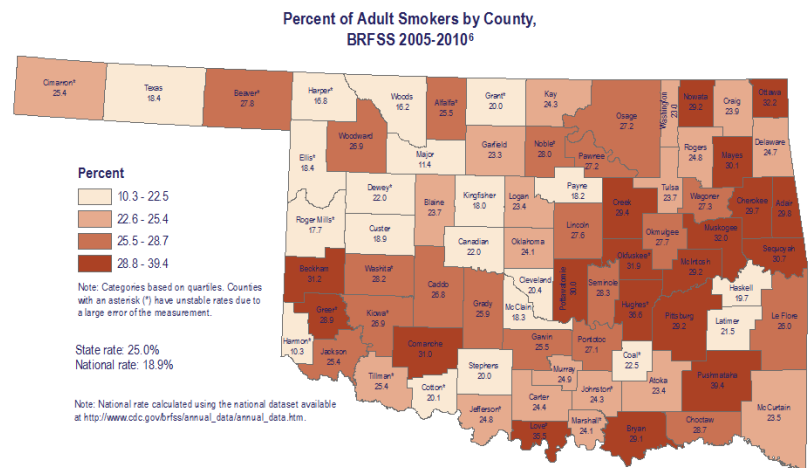 Percent of Adult Smokers by County,
BRFSS 2005-2010⁶
Cimarron*
25.4
Texas
18.4
Beaver*
27.8
Harper*
16.8
Woods
16.2
Alfalfa*
25.5
Grant*
20.0
Kay
24.3
Osage
27.2
Washington
23.0
Nowata
29.2
Craig
23.9
Ottawa
32.2
Woodward
26.9
Major
11.4
Garfield
23.3
Noble*
28.0
Pawnee
27.2
Rogers
24.8
Mayes
30.1
Delaware
24.7
Ellis*
18.4
Dewey*
22.0
Blaine
23.7
Kingfisher
18.0
Logan
23.4
Payne
18.2
Creek
29.4
Tulsa
23.7
Wagoner
27.3
Cherokee
29.7
Adair
29.8
Roger Mills*
17.7
Custer
18.9
Canadian
22.0
Oklahoma
24.1
Lincoln
27.6
Okmulgee
27.7
Muskogee
32.0
Sequoyah
30.7
Beckham
31.2
Washita*
28.2
Caddo
26.8
Grady
25.9
Cleveland
20.4
McClain
18.3
Pottawatomie
30.0
Seminole
28.3
Okfuskee*
31.9
McIntosh
29.2
Haskell
19.7
Hughes*
Pittsburg
29.2
Latimer
21.5
Le Flore
26.0
Greer*
28.9
Kiowa*
26.9
Harmon*
10.3
Jackson
25.4
Comanche
31.0
Tillman*
25.4
Cotton*
20.1
Stephens
20.0
Garvin
25.5
Murray
24.9
Pontotoc
27.1
Coal*
22.5
Atoka
23.4
Pushmataha
39.4
McCurtain
23.5
Jefferson*
24.8
Carter
24.4
Johnston*
24.3
Love*
Marshall*
24.1
Bryan
29.1
Choctaw
28.7
Percent
10.3 - 22.5
22.6 - 25.4
25.5 - 28.7
28.8 - 39.4
Note: Categories based on quartiles. Counties
with an asterisk (*) have unstable rates due to
a large error of the measurement.
State rate: 25.0%
National rate: 18.9%
Note: National rate calculated using the national dataset available
at http://www.cdc.gov/brfss/annual_data/annual_data.htm.